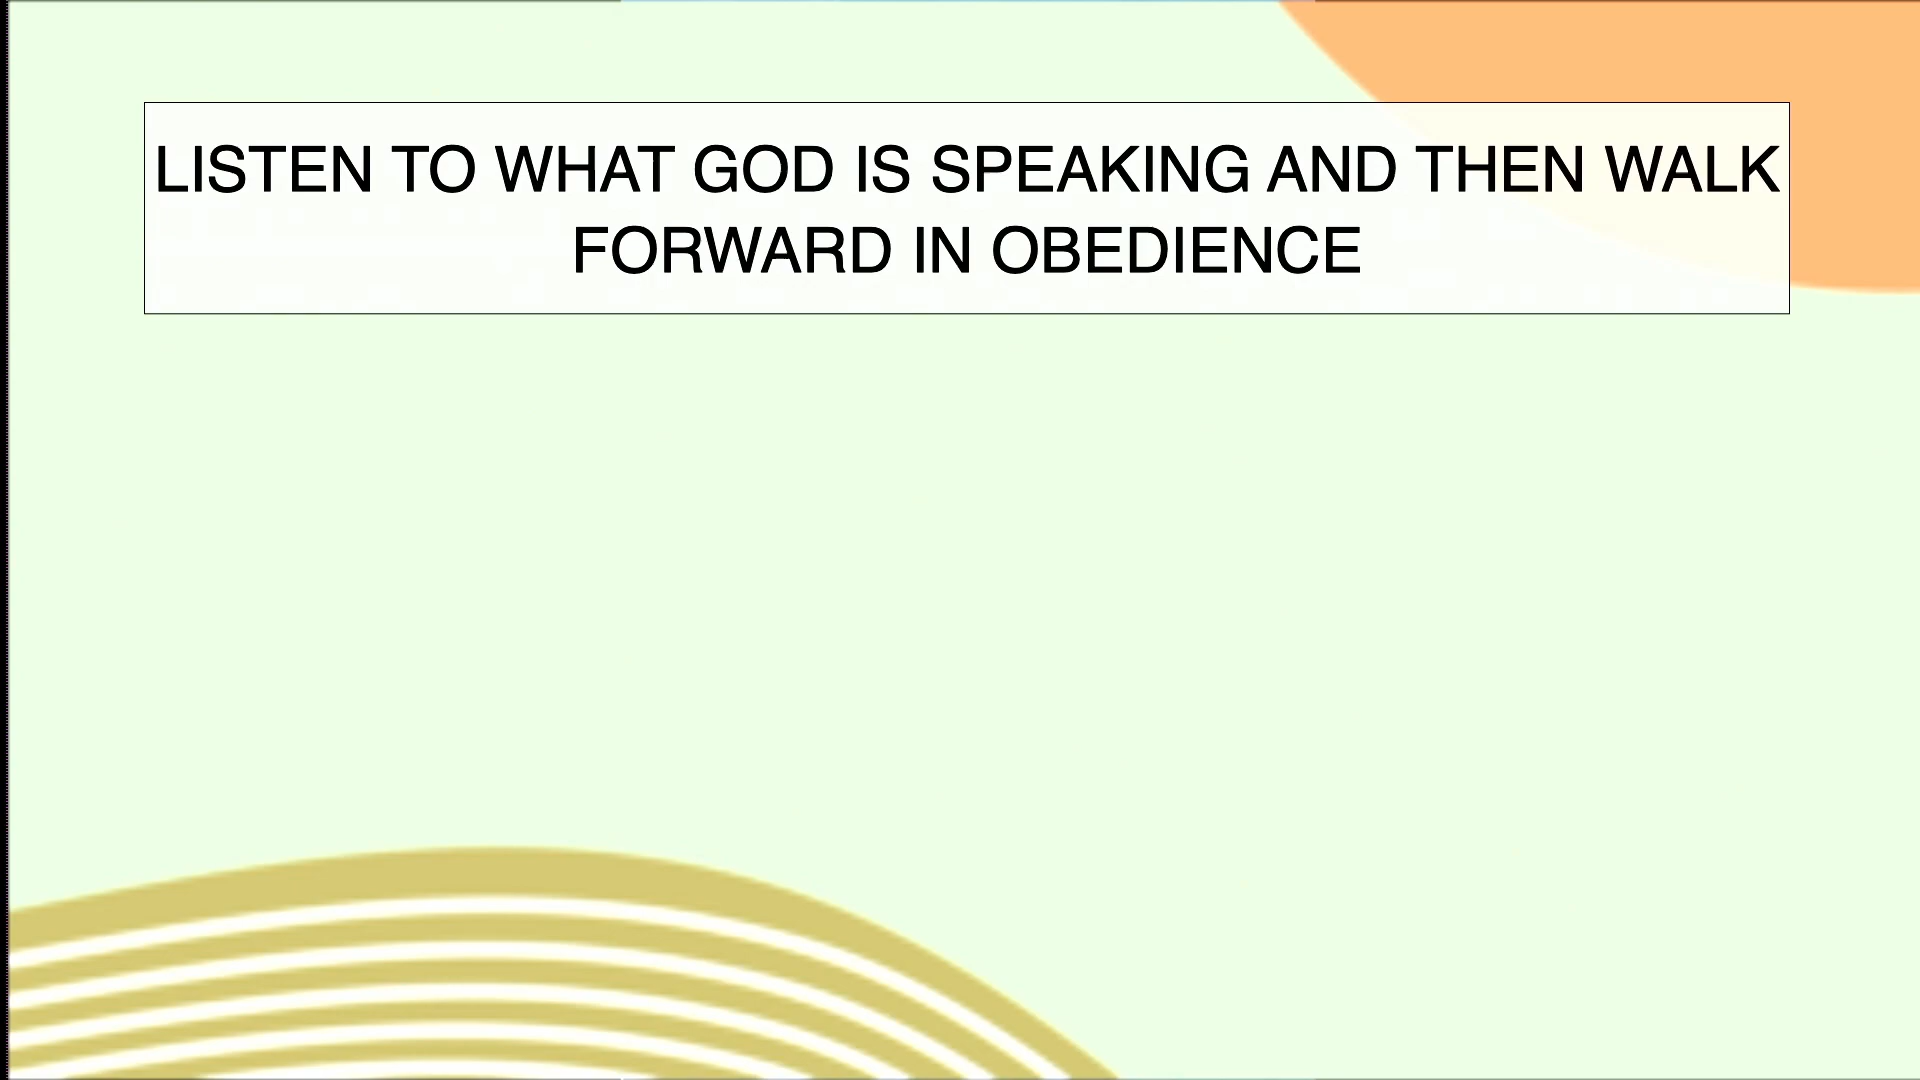 LISTEN TO WHAT GOD IS SPEAKING AND THEN WALK
FORWARD IN OBEDIENCE